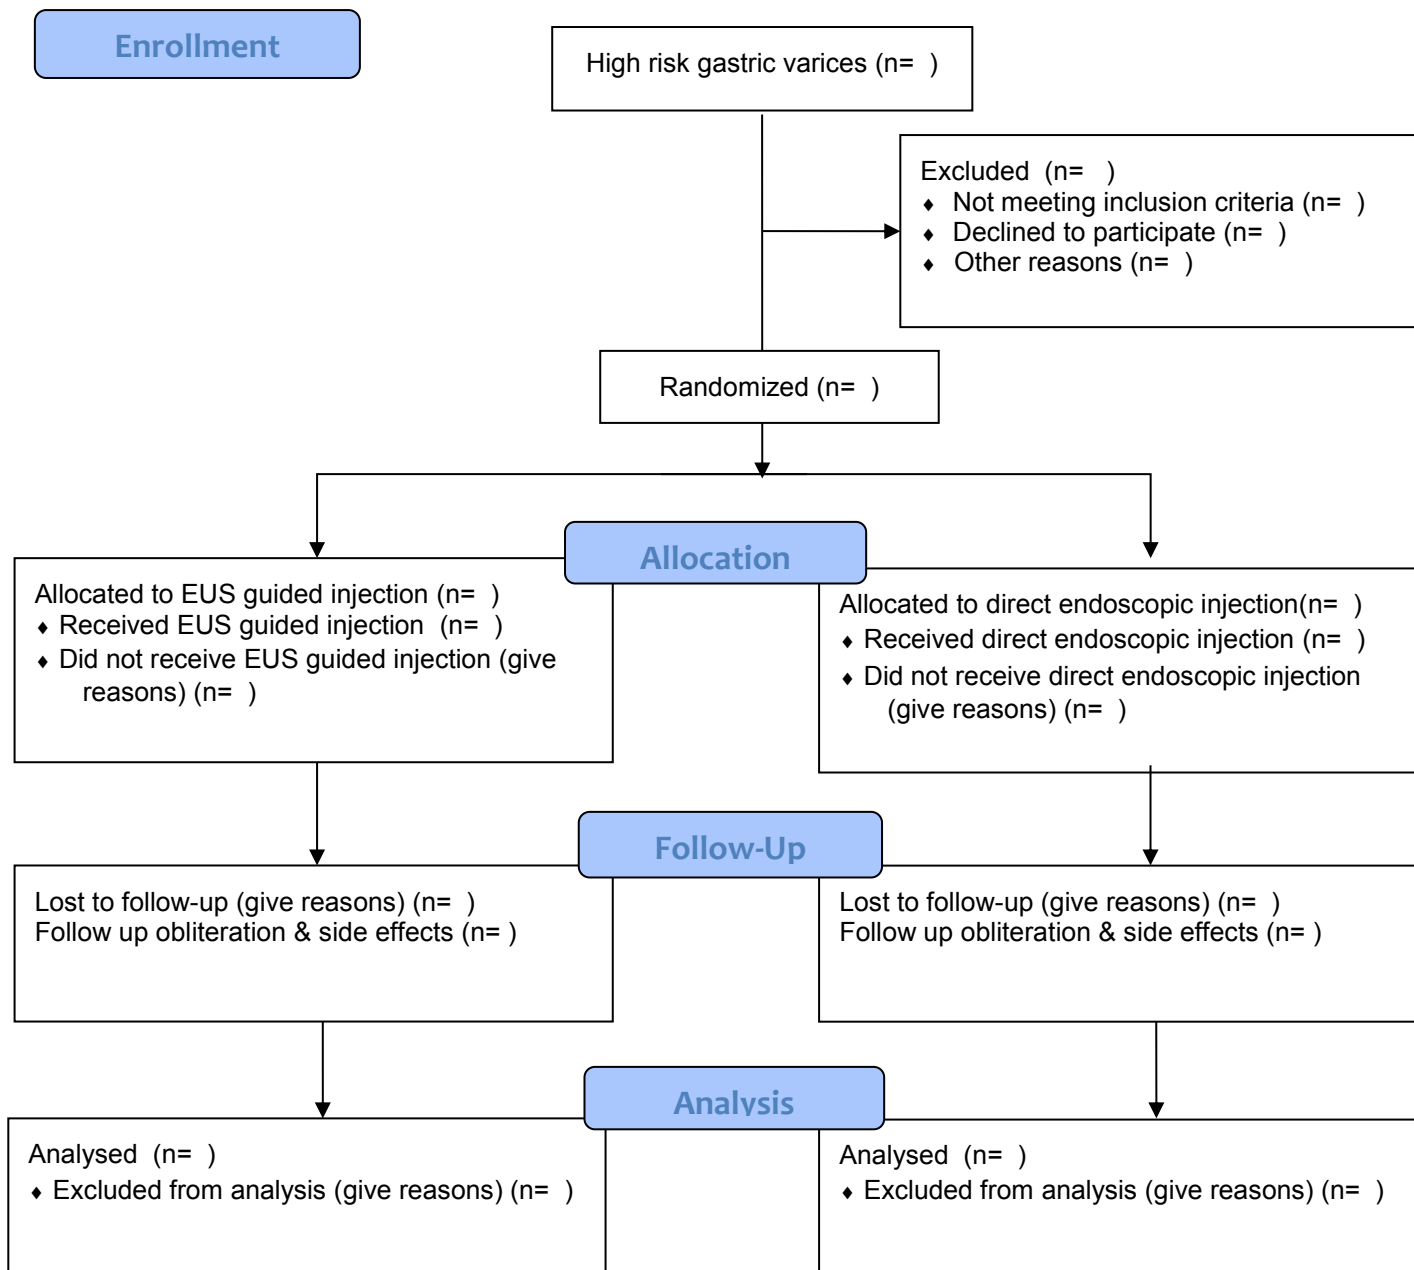 Enrollment
High risk gastric varices (n=  )
Excluded  (n=   )
♦ Not meeting inclusion criteria (n=  )
♦ Declined to participate (n=  )
♦ Other reasons (n=  )
Randomized (n=  )
Allocation
Allocated to EUS guided injection (n=  )
♦ Received EUS guided injection  (n=  )
♦ Did not receive EUS guided injection (give
reasons) (n=  )
Allocated to direct endoscopic injection(n=  )
♦ Received direct endoscopic injection (n=  )
♦ Did not receive direct endoscopic injection
(give reasons) (n=  )
Follow-Up
Lost to follow-up (give reasons) (n=  )
Follow up obliteration & side effects (n= )
Lost to follow-up (give reasons) (n=  )
Follow up obliteration & side effects (n= )
Analysis
Analysed  (n=  )
♦ Excluded from analysis (give reasons) (n=  )
Analysed  (n=  )
♦ Excluded from analysis (give reasons) (n=  )